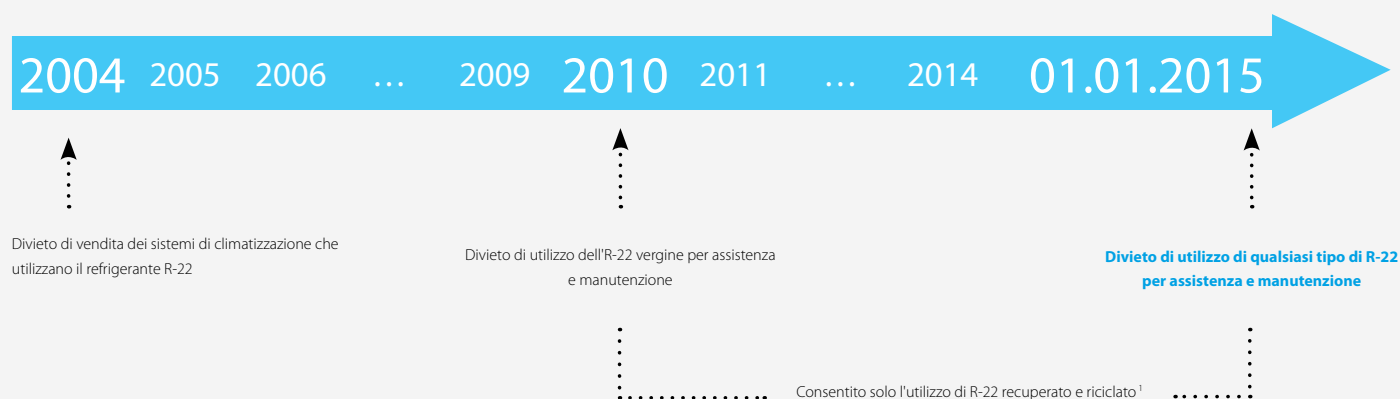 2004 2005 2006 ... 2009 2010 2011 ... 2014 01.01.2015
Divieto di vendita dei sistemi di climatizzazione che
utilizzano il refrigerante R-22
Divieto di utilizzo dell'R-22 vergine per assistenza
e manutenzione
Divieto di utilizzo di qualsiasi tipo di R-22
per assistenza e manutenzione
Consentito solo l'utilizzo di R-22 recuperato e riciclato ¹